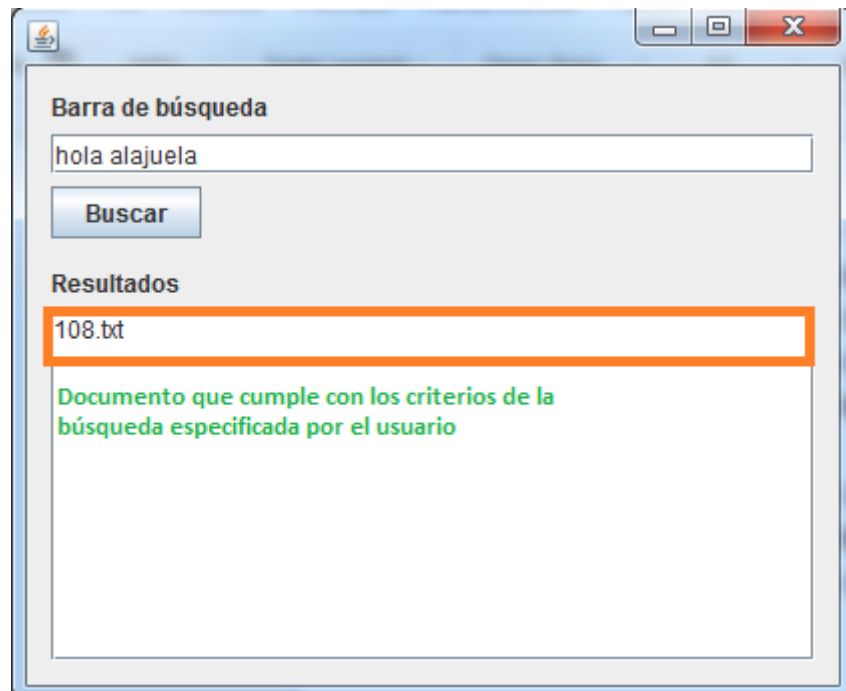 Barra de búsqueda
hola alajuela
Buscar
Resultados
108.txt
Documento que cumple con los criterios de la
búsqueda especificada por el usuario